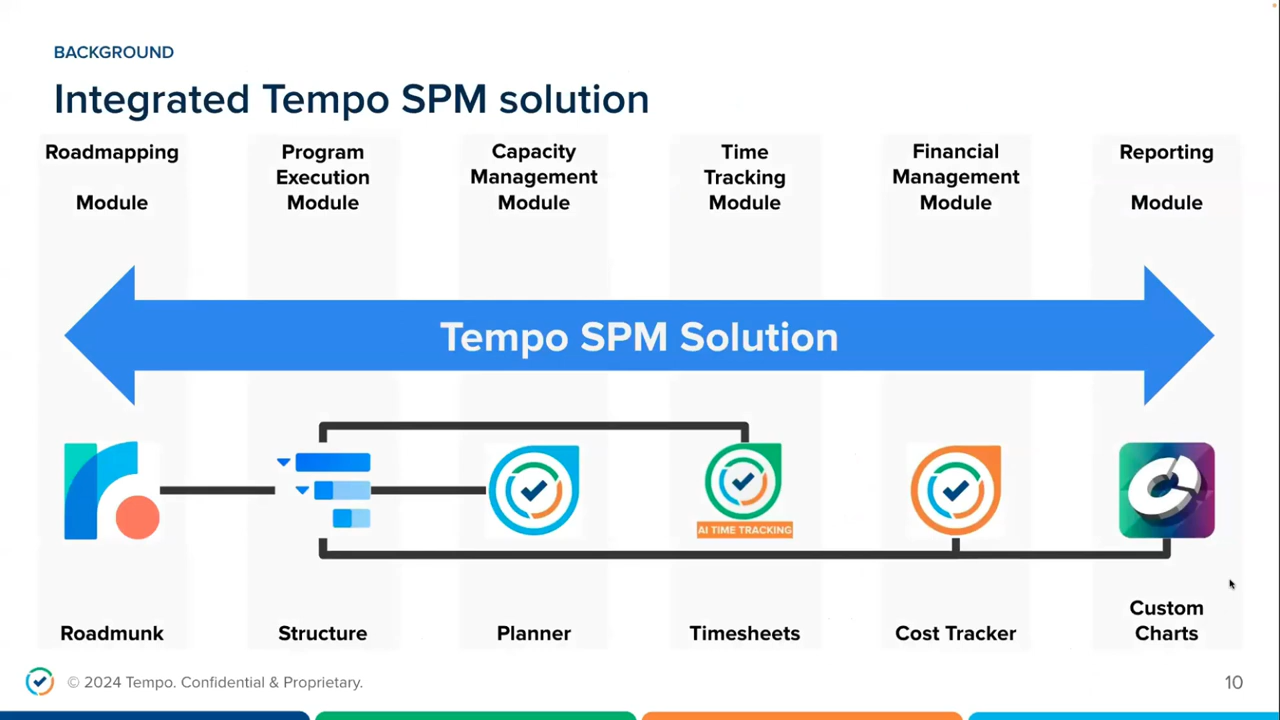 BACKGROUND
Integrated Tempo SPM solution
Roadmapping
Module
Program
Execution
Module
Capacity
Management
Module
Time
Tracking
Module
Financial
Management
Module
Reporting
Module
Tempo SPM Solution
AI TIME TRACKING
Roadmunk
Structure
Planner
Timesheets
Cost Tracker
Custom
Charts
© 2024 Tempo. Confidential & Proprietary.
10